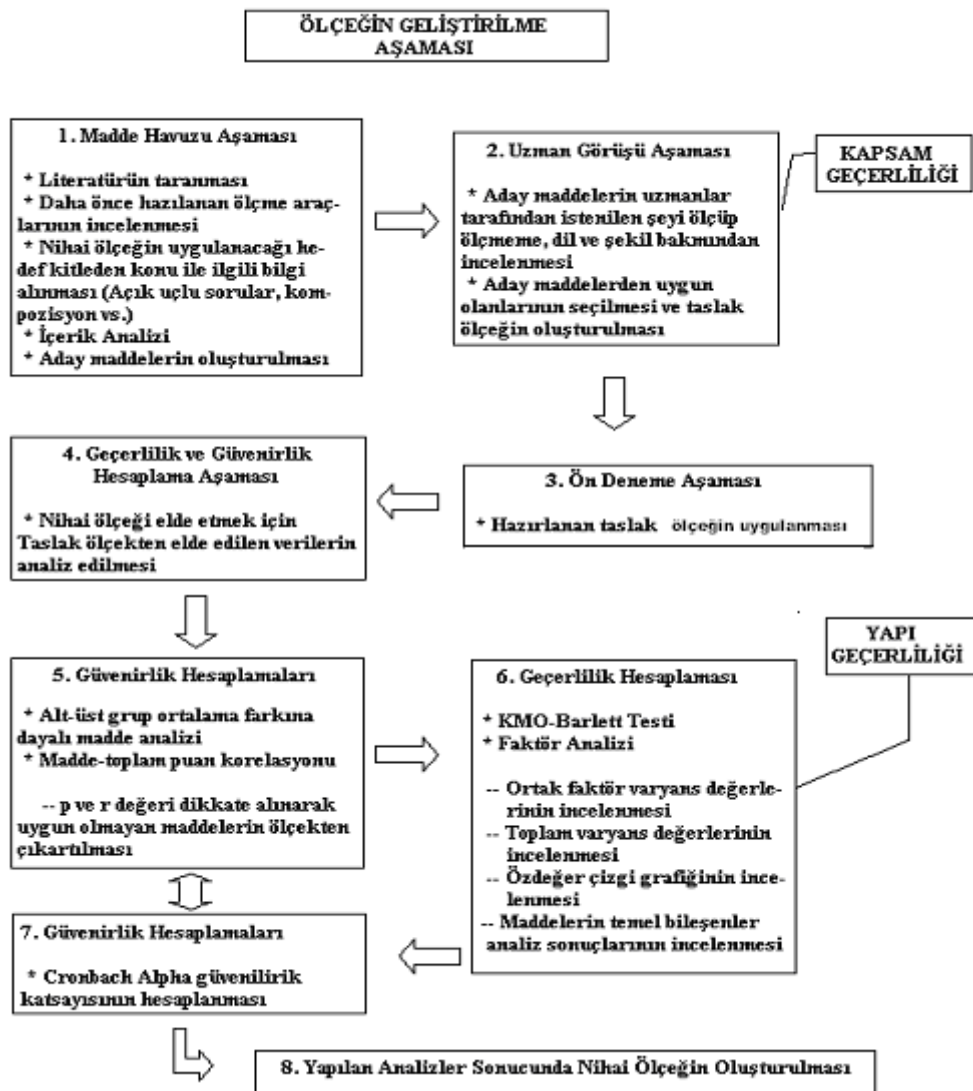 ÖLÇEĞİN GELİŞTİRİLME
AŞAMASI
1. Madde Havuzu Aşaması
* Literatürün taranması
* Daha önce hazılanan ölçme araç-
larının incelenmesi
* Nihai ölçeğin uygulanacağı he-
def kitleden konu ile ilgili bilgi
alınması (Açık uçlu sorular, kom-
pozisyon vs.)
* İçerik Analizi
* Aday maddelerin oluşturulması
2. Uzman Görüşü Aşaması
* Aday maddelerin uzmanlar
tarafından istenilen şeyi ölçüp
ölçmeme, dil ve şekil bakmından
incelenmesi
* Aday maddelerden uygun
olanlarının seçilmesi ve taslak
ölçeğin oluşturulması
KAPSAM
GEÇERLİLİĞİ
3. Ön Deneme Aşaması
* Hazırlanan taslak ölçeğin uygulanması
4. Geçerlilik ve Güvenirlik
Hesaplama Aşaması
* Nihai ölçeği elde etmek için
Taslak ölçekten elde edilen verilerin
analiz edilmesi
5. Güvenirlik Hesaplamaları
* Alt-üst grup ortalama farkına
dayalı madde analizi
* Madde-toplam puan korelasyonu
-- p ve r değeri dikkate alınarak
uygun olmayan maddelerin ölçekten
çıkartılması
6. Geçerlilik Hesaplaması
* KMO-Barlett Testi
* Faktör Analizi
-- Ortak faktör varyans değerle-
rinin incelenmesi
-- Toplam varyans değerlerinin
incelenmesi
-- Özdeğer çizgi grafiğinin ince-
lenmesi
-- Maddelerin temel bileşenler
analiz sonuçlarının incelenmesi
YAPI
GEÇERLİLİĞİ
7. Güvenirlik Hesaplamaları
* Cronbach Alpha güvenilirik
katsayısının hesaplanması
8. Yapılan Analizler Sonucunda Nihai Ölçeğin Oluşturulması